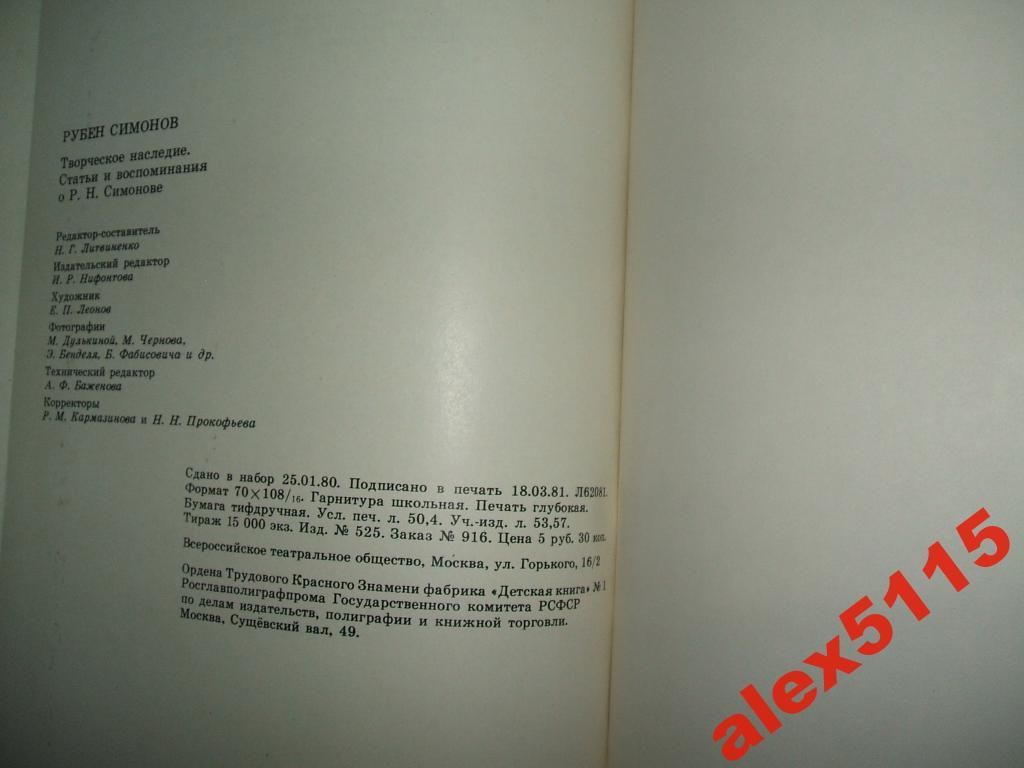 РУБЕН СИМОНОВ
Творческое наследие.
Статьи и воспоминания
о Р. Н. Симонове
Редактор-составитель
Н. Г. Литвиненко
Издательский редактор
И. Р. Нифонтова
Художник
Е. П. Леонов
Фотографии
М. Дулькиной, М. Чернова,
Э. Бенделя, Б. Фабисовича и др.
Технический редактор
А. Ф. Баженова
Корректоры
Р. М. Кармазинова и Н. Н. Прокофьева
Сдано в набор 25.01.80. Подписано в печать 18.03.81. Л62081.
Формат 70×108/16. Гарнитура школьная. Печать глубокая.
Бумага тифдручная. Усл. печ. л. 50,4. Уч.-изд. л. 53,57.
Тираж 15 000 экз. Изд. № 525. Заказ № 916. Цена 5 руб. 30 коп.
Всероссийское театральное общество, Москва, ул. Горького, 16/2
Ордена Трудового Красного Знамени фабрика «Детская книга» № 1
Росглавполиграфпрома Государственного комитета РСФСР
по делам издательств, полиграфии и книжной торговли.
Москва, Сущёвский вал, 49.
alex5115